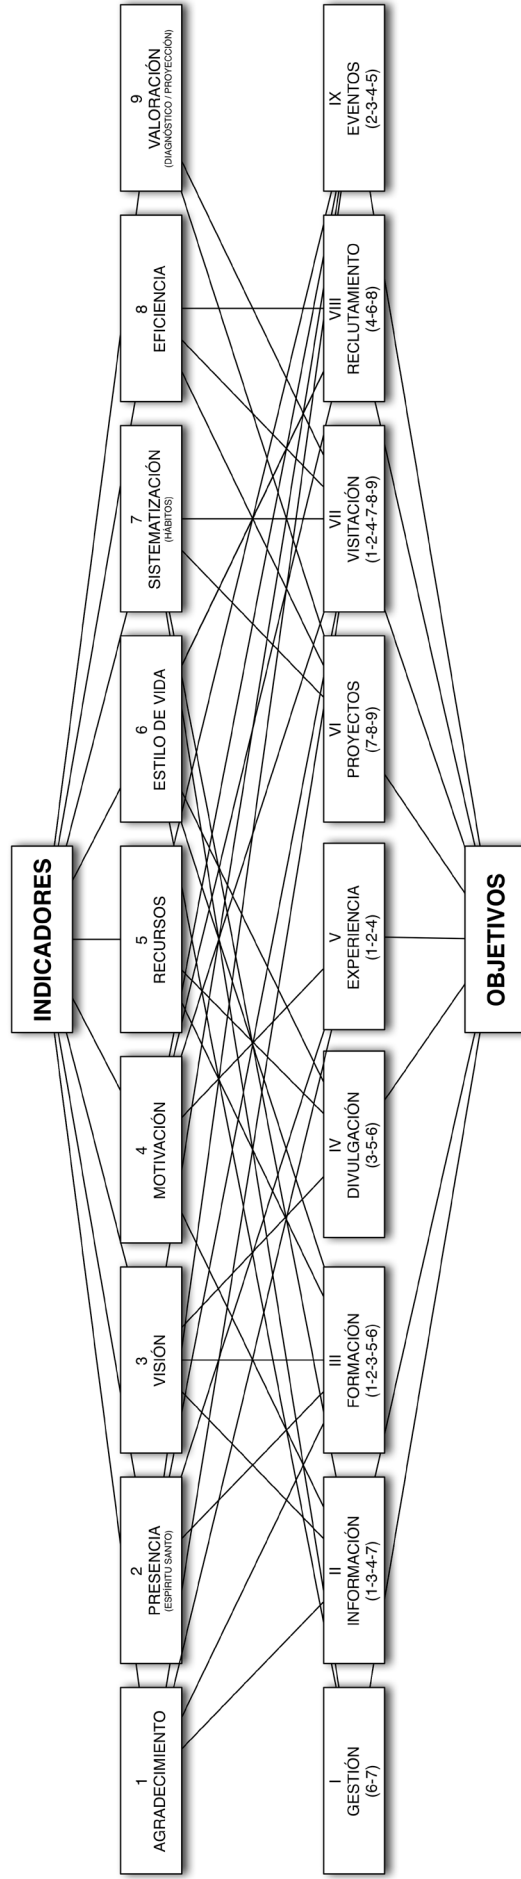 INDICADORES
1
AGRADECIMIENTO
2
PRESENCIA
(ESPÍRITU SANTO)
3
VISIÓN
4
MOTIVACIÓN
5
RECURSOS
6
ESTILO DE VIDA
7
SISTEMATIZACIÓN
(HÁBITOS)
8
EFICIENCIA
9
VALORACIÓN
(DIAGNÓSTICO / PROYECCIÓN)
I
GESTIÓN
(6-7)
II
INFORMACIÓN
(1-3-4-7)
III
FORMACIÓN
(1-2-3-5-6)
IV
DIVULGACIÓN
(3-5-6)
V
EXPERIENCIA
(1-2-4)
VI
PROYECTOS
(7-8-9)
VII
VISITACIÓN
(1-2-4-7-8-9)
VIII
RECLUTAMIENTO
(4-6-8)
IX
EVENTOS
(2-3-4-5)
OBJETIVOS